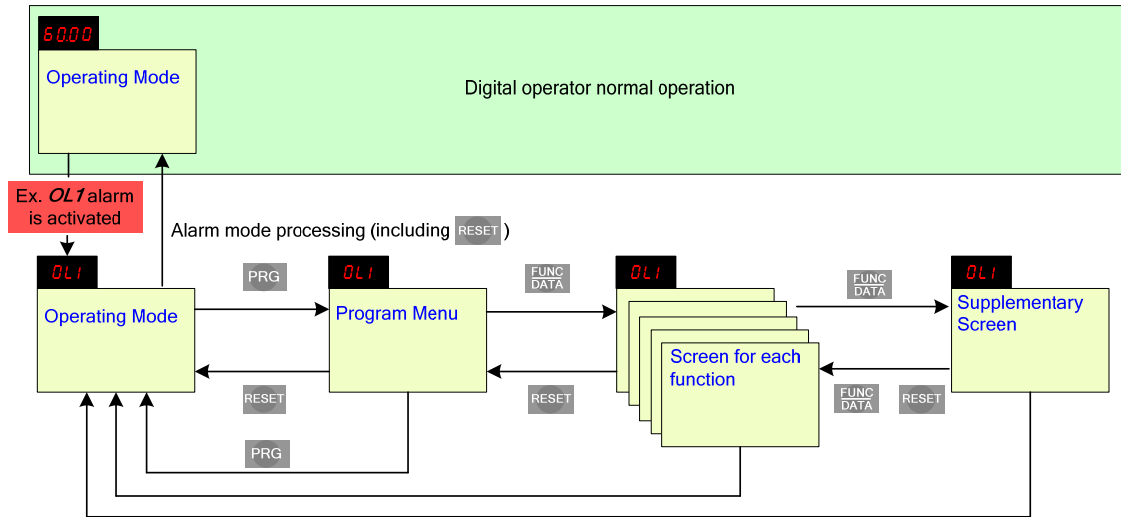 60.00
Operating Mode
Digital operator normal operation
Ex. OL1 alarm
is activated
Alarm mode processing (including RESET )
OL1
Operating Mode
PRG
OL1
Program Menu
FUNC
DATA
OL1
Screen for each
function
FUNC
DATA
OL1
Supplementary
Screen
RESET
RESET
FUNC
DATA
RESET
PRG